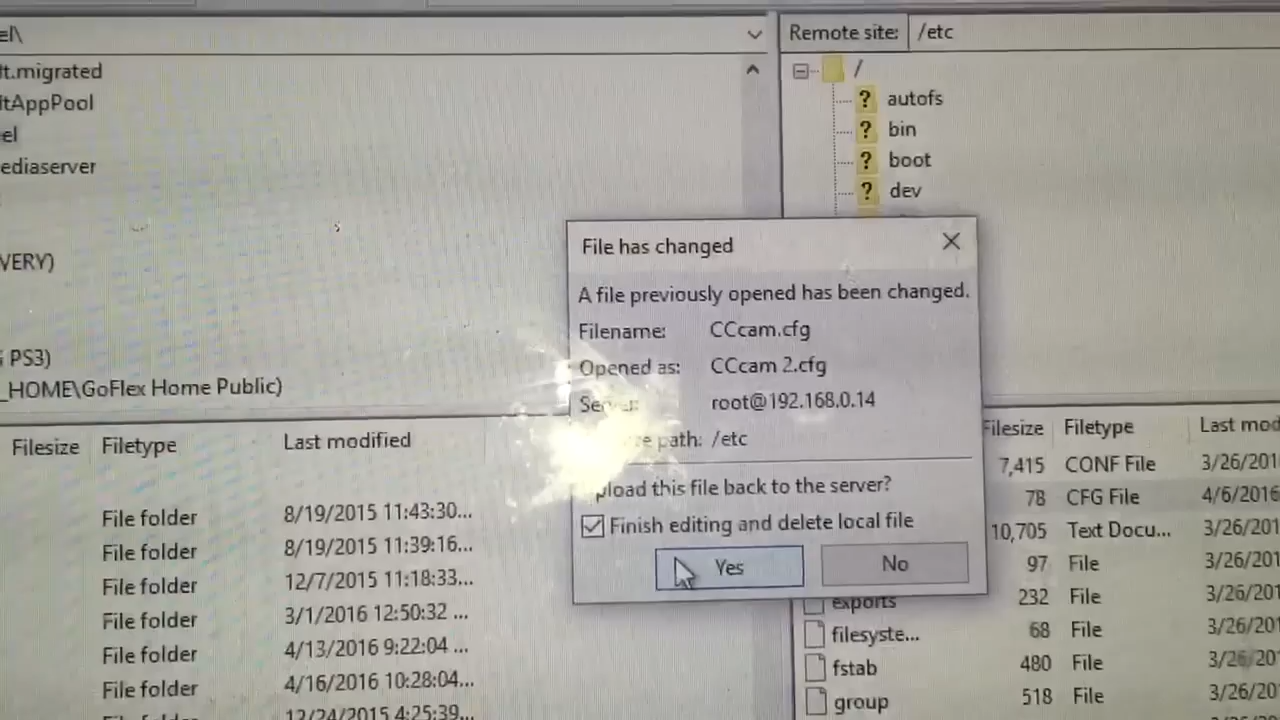 el\
lt.migrated
ltAppPool
el
ediaserver
VERY)
PS3)
_HOME\GoFlex Home Public)
Filesize Filetype Last modified
File folder 8/19/2015 11:43:30...
File folder 8/19/2015 11:39:16...
File folder 12/7/2015 11:18:33...
File folder 3/1/2016 12:50:32 ...
File folder 4/13/2016 9:22:04 ...
File folder 4/16/2016 10:28:04...
12/24/2015 4:25:39...
Remote site: /etc
/
? autofs
? bin
? boot
? dev
File has changed
A file previously opened has been changed.
Filename: CCcam.cfg
Opened as: CCcam 2.cfg
Server: root@192.168.0.14
path: /etc
pload this file back to the server?
Finish editing and delete local file
Yes No
Filesize Filetype Last mod
7,415 CONF File 3/26/201
78 CFG File 4/6/2016
10,705 Text Docu... 3/26/201
97 File 3/26/201
exports 232 File 3/26/201
filesyste... 68 File 3/26/201
fstab 480 File 3/26/201
group 518 File 3/26/201